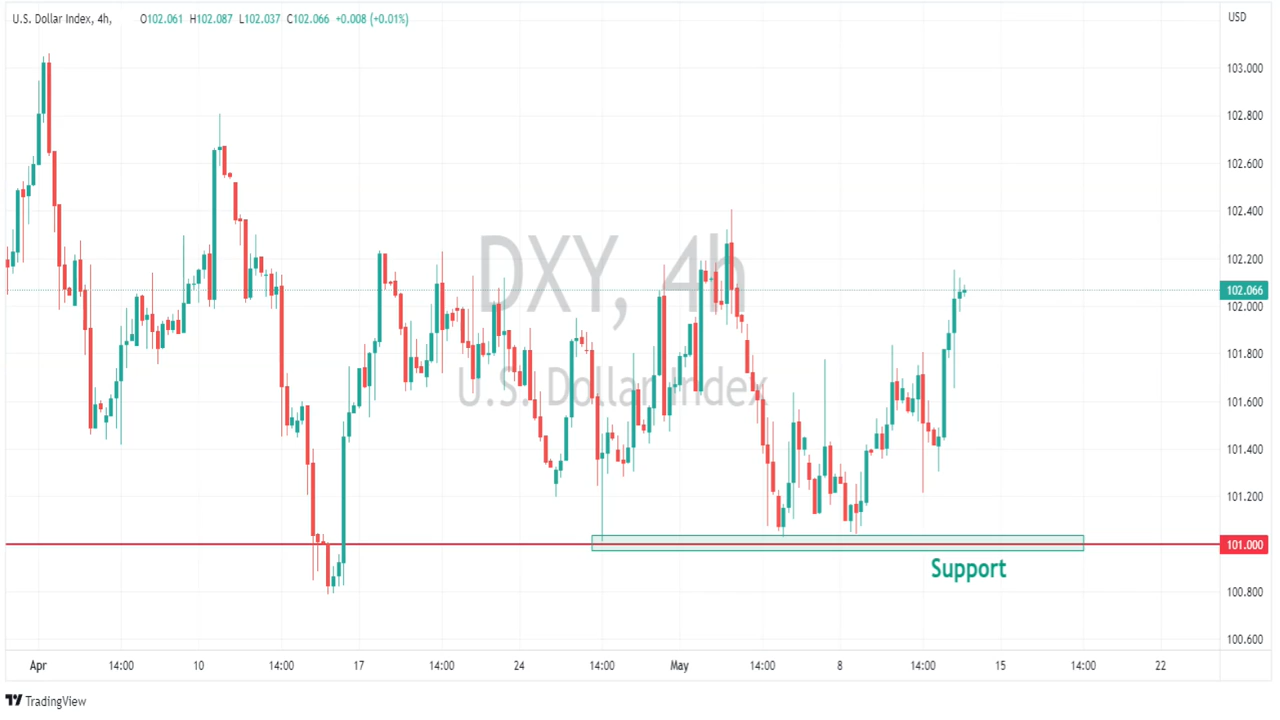 U.S. Dollar Index, 4h, O102.061 H102.087 L102.037 C102.066 +0.008 (+0.01%)
USD
103.000
102.800
102.600
102.400
102.200
102.066
102.000
101.800
101.600
101.400
101.200
101.000
100.800
100.600
DXY, 4h
U.S. Dollar Index
Support
Apr 14:00 10 14:00 17 14:00 24 14:00 May 14:00 8 14:00 15 14:00 22
TradingView